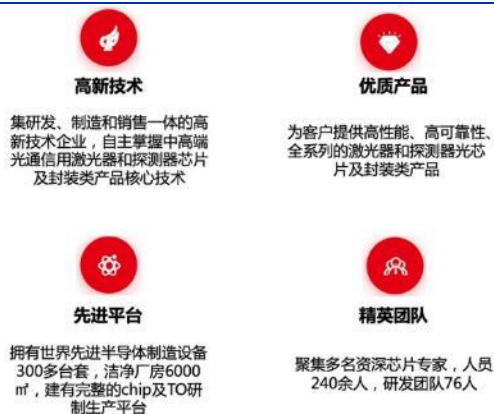 高新技术
集研发、制造和销售一体的高
新技术企业，自主掌握中高端
光通信用激光器和探测器芯片
及封装类产品核心技术
优质产品
为客户提供高性能、高可靠性、
全系列的激光器和探测器光芯
片及封装类产品
先进平台
拥有世界先进半导体制造设备
300多台套，洁净厂房6000
㎡，建有完整的chip及TO研
制生产平台
精英团队
聚集多名资深芯片专家，人员
240余人，研发团队76人